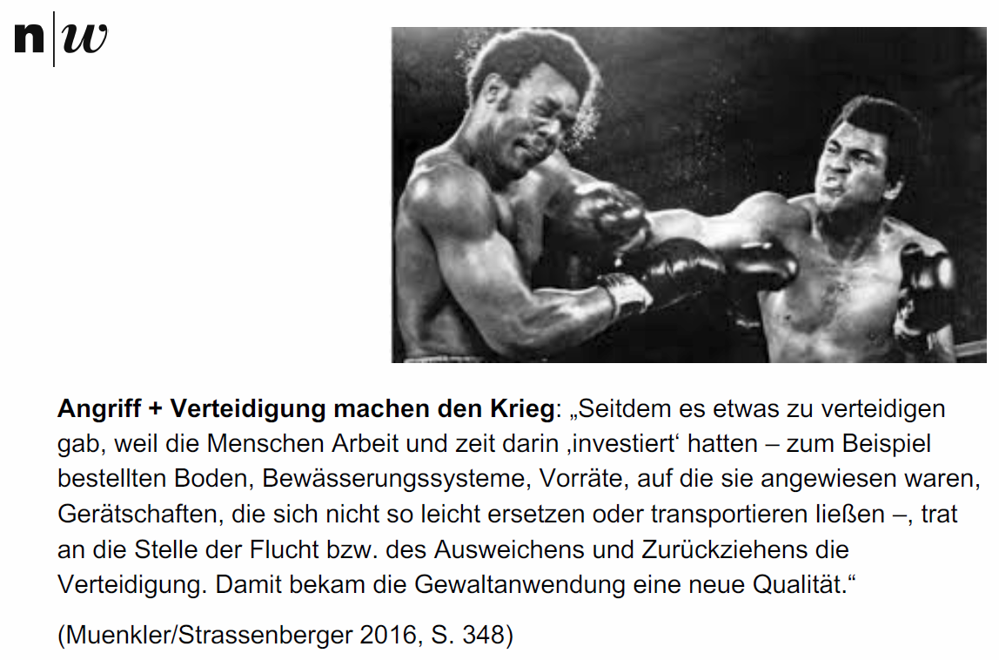 n|w
Angriff + Verteidigung machen den Krieg: „Seitdem es etwas zu verteidigen
gab, weil die Menschen Arbeit und zeit darin ‚investiert‘ hatten – zum Beispiel
bestellten Boden, Bewässerungssysteme, Vorräte, auf die sie angewiesen waren,
Gerätschaften, die sich nicht so leicht ersetzen oder transportieren ließen –, trat
an die Stelle der Flucht bzw. des Ausweichens und Zurückziehens die
Verteidigung. Damit bekam die Gewaltanwendung eine neue Qualität.“
(Muenkler/Strassenberger 2016, S. 348)